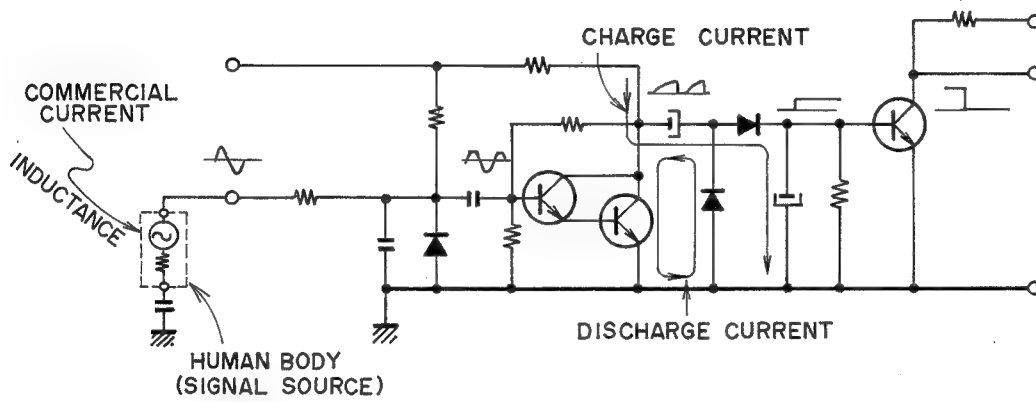 CHARGE CURRENT
COMMERCIAL
CURRENT
INDUCTANCE
DISCHARGE CURRENT
HUMAN BODY
(SIGNAL SOURCE)